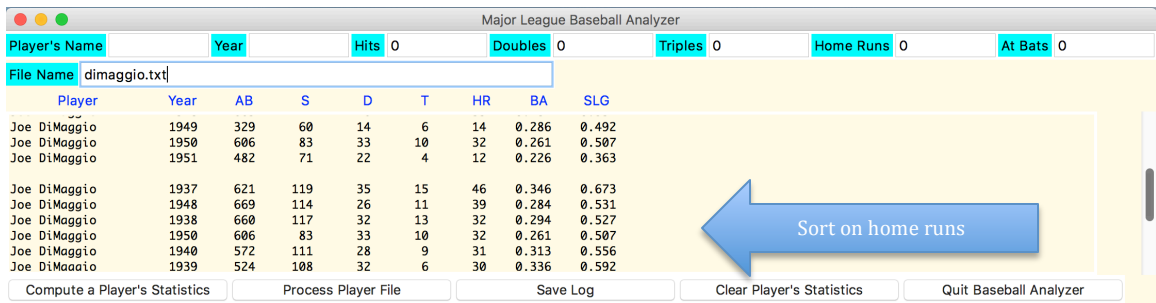 Major League Baseball Analyzer
Player's Name Year Hits 0 Doubles 0 Triples 0 Home Runs 0 At Bats 0
File Name dimaggio.txt
Player Year AB S D T HR BA SLG
Joe DiMaggio 1949 329 60 14 6 14 0.286 0.492
Joe DiMaggio 1950 606 83 33 10 32 0.261 0.507
Joe DiMaggio 1951 482 71 22 4 12 0.226 0.363
Joe DiMaggio 1937 621 119 35 15 46 0.346 0.673
Joe DiMaggio 1948 669 114 26 11 39 0.284 0.531
Joe DiMaggio 1938 660 117 32 13 32 0.294 0.527
Joe DiMaggio 1950 606 83 33 10 32 0.261 0.507
Joe DiMaggio 1940 572 111 28 9 31 0.313 0.556
Joe DiMaggio 1939 524 108 32 6 30 0.336 0.592
Sort on home runs
Compute a Player's Statistics Process Player File Save Log Clear Player's Statistics Quit Baseball Analyzer